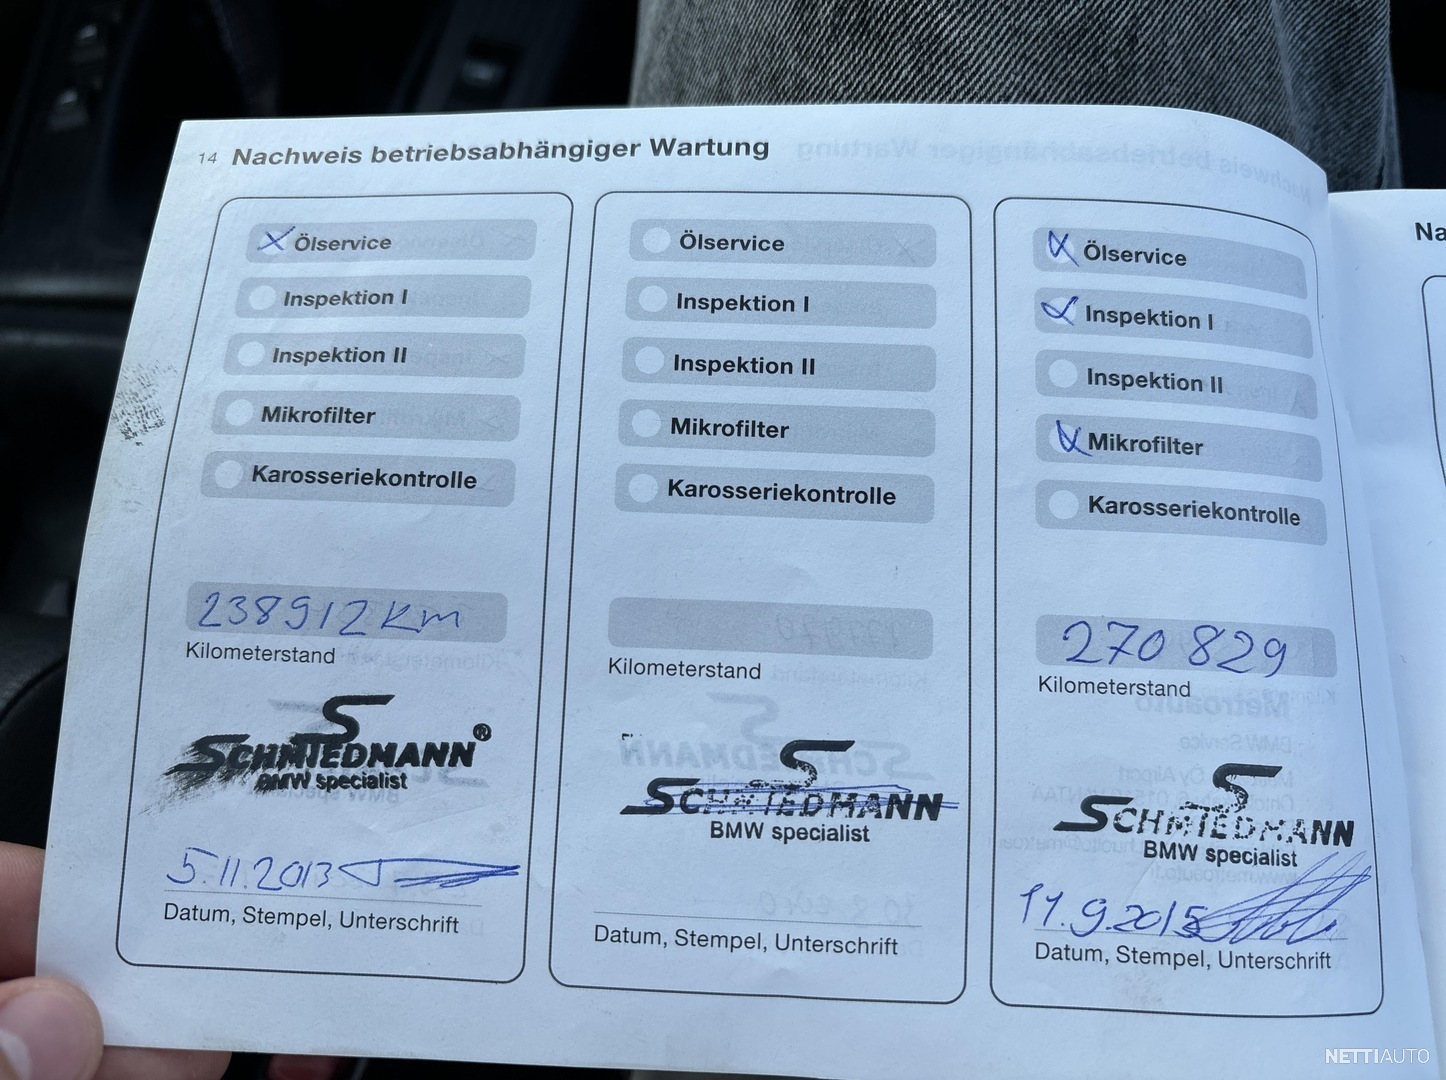 14 Nachweis betriebsabhängiger Wartung
Ölservice
Inspektion I
Inspektion II
Mikrofilter
Karosseriekontrolle
238912 km
Kilometerstand
SCHMIEDMANN®
BMW specialist
5.11.2013
Datum, Stempel, Unterschrift
Ölservice
Inspektion I
Inspektion II
Mikrofilter
Karosseriekontrolle
Kilometerstand
SCHMIEDMANN
BMW specialist
Datum, Stempel, Unterschrift
Ölservice
Inspektion I
Inspektion II
Mikrofilter
Karosseriekontrolle
270 829
Kilometerstand
SCHMIEDMANN
BMW specialist
11.9.2015
Datum, Stempel, Unterschrift
Na
NETTIAUTO